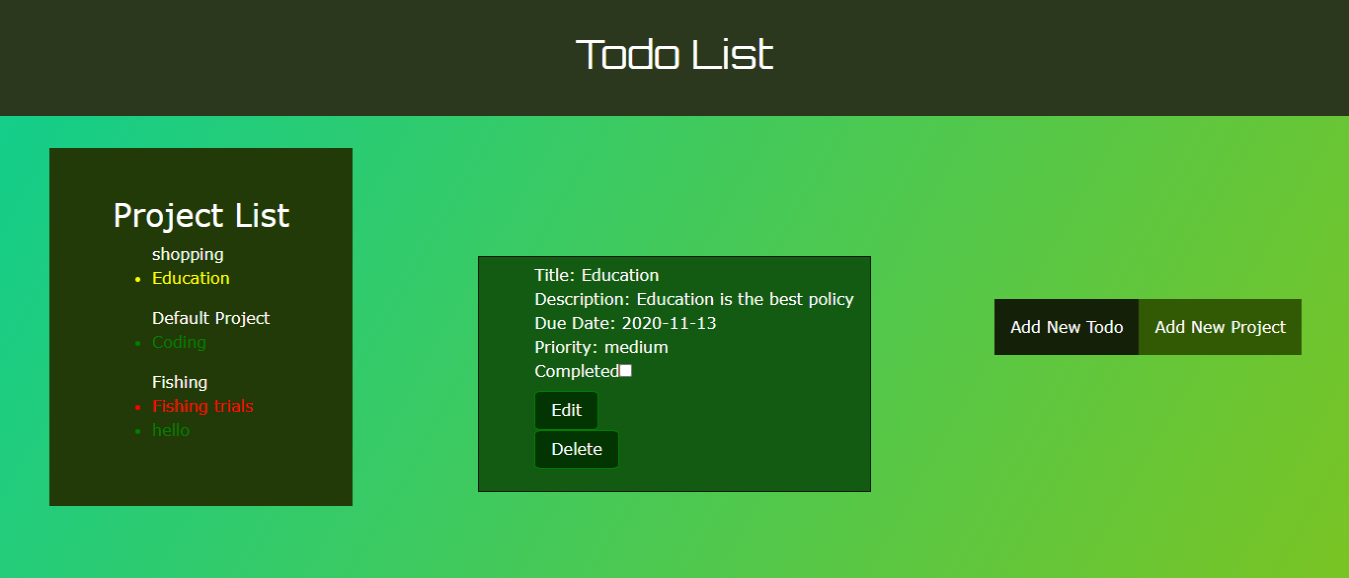 Todo List
Project List
shopping
Education
Default Project
Coding
Fishing
Fishing trials
hello
Title: Education
Description: Education is the best policy
Due Date: 2020-11-13
Priority: medium
Completed
Edit
Delete
Add New Todo
Add New Project